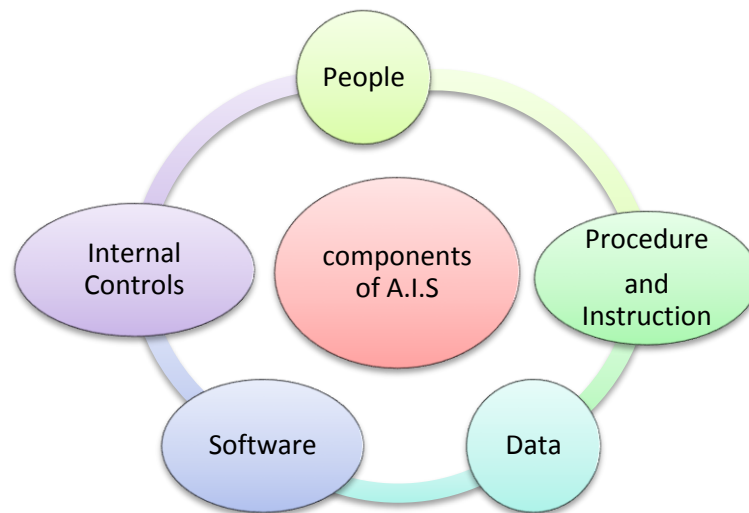 People
Procedure
and
Instruction
Data
Software
Internal
Controls
components
of A.I.S